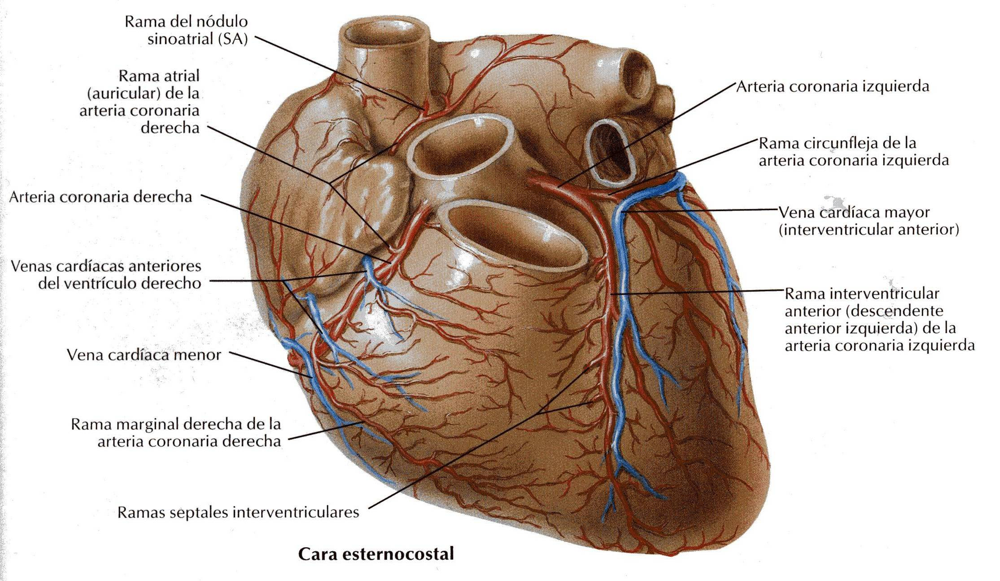 Rama del nódulo
sinoatrial (SA)
Rama atrial
(auricular) de la
arteria coronaria
derecha
Arteria coronaria derecha
Venas cardíacas anteriores
del ventrículo derecho
Vena cardíaca menor
Rama marginal derecha de la
arteria coronaria derecha
Ramas septales interventriculares
Arteria coronaria izquierda
Rama circunfleja de la
arteria coronaria izquierda
Vena cardíaca mayor
(interventricular anterior)
Rama interventricular
anterior (descendente
anterior izquierda) de la
arteria coronaria izquierda
Cara esternocostal